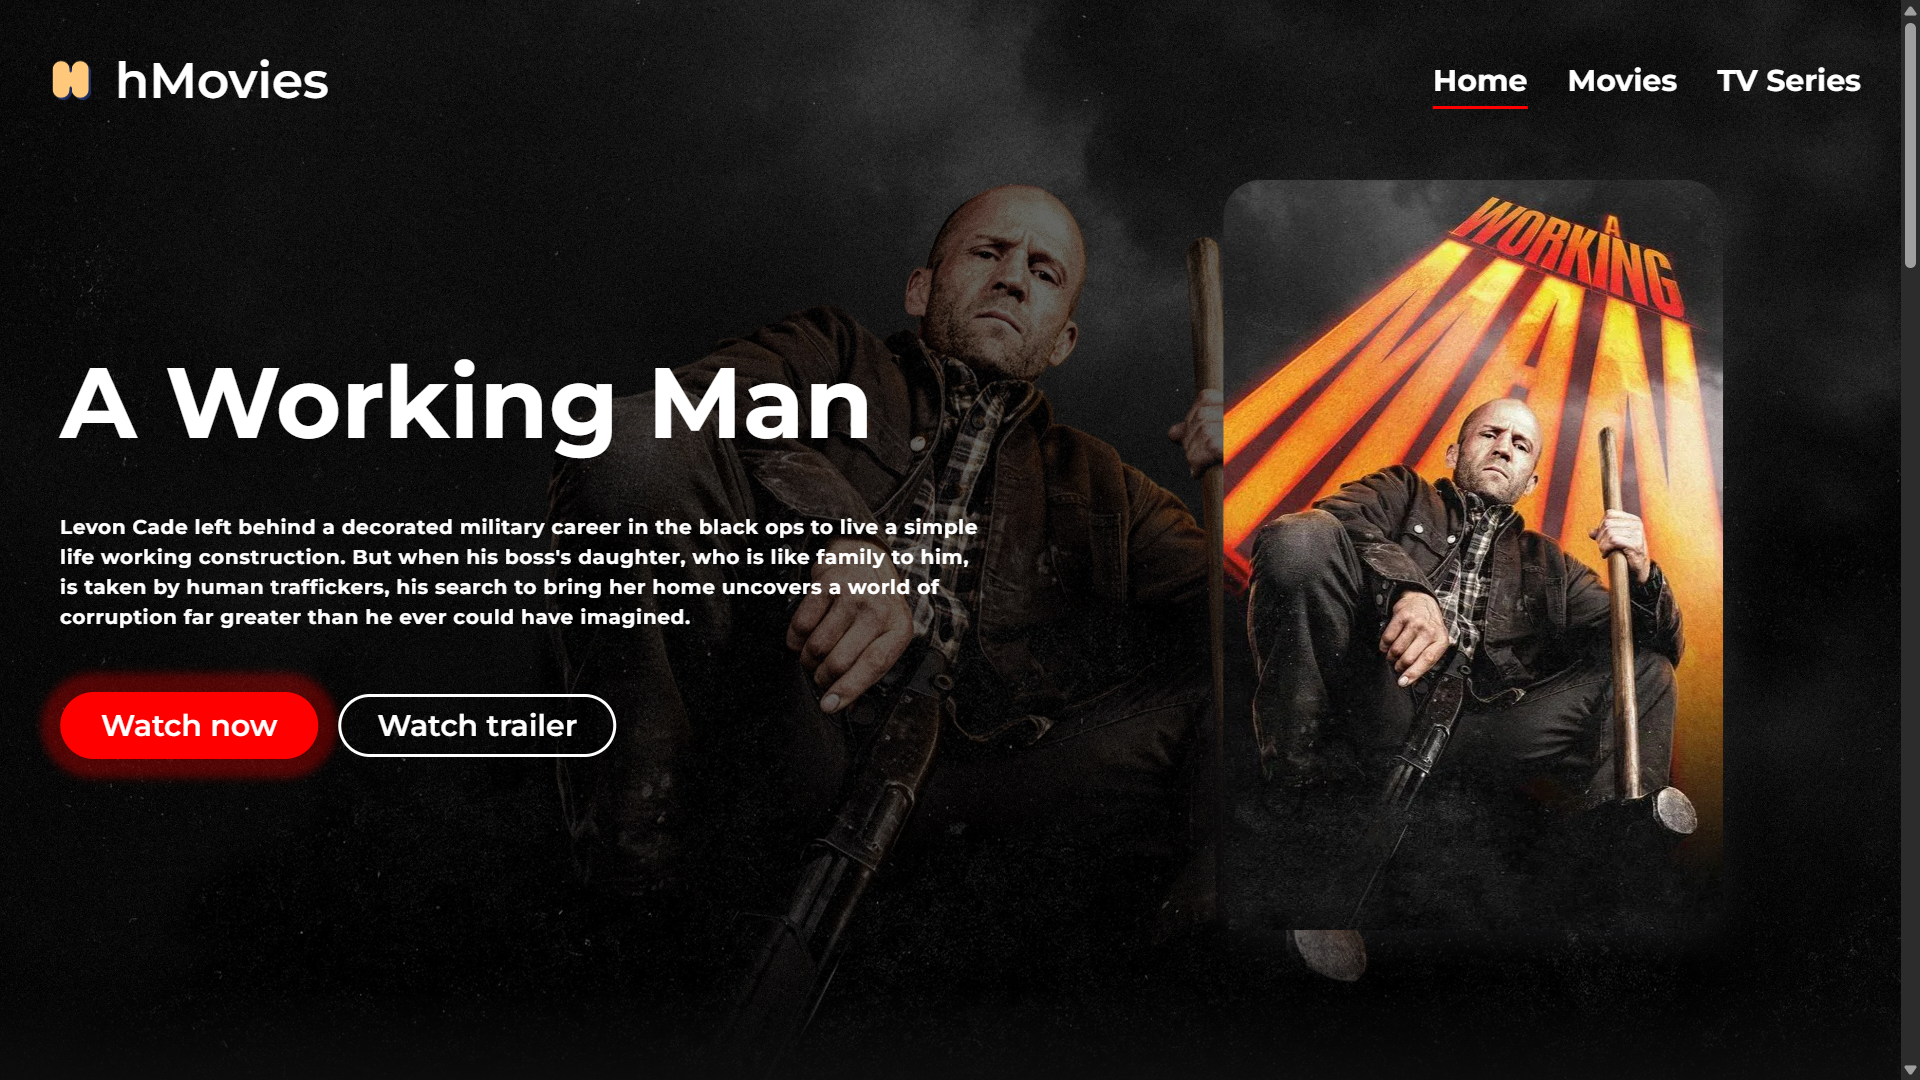 hMovies
Home
Movies
TV Series
A
WORKING
MAN
A Working Man
Levon Cade left behind a decorated military career in the black ops to live a simple
life working construction. But when his boss's daughter, who is like family to him,
is taken by human traffickers, his search to bring her home uncovers a world of
corruption far greater than he ever could have imagined.
Watch now
Watch trailer